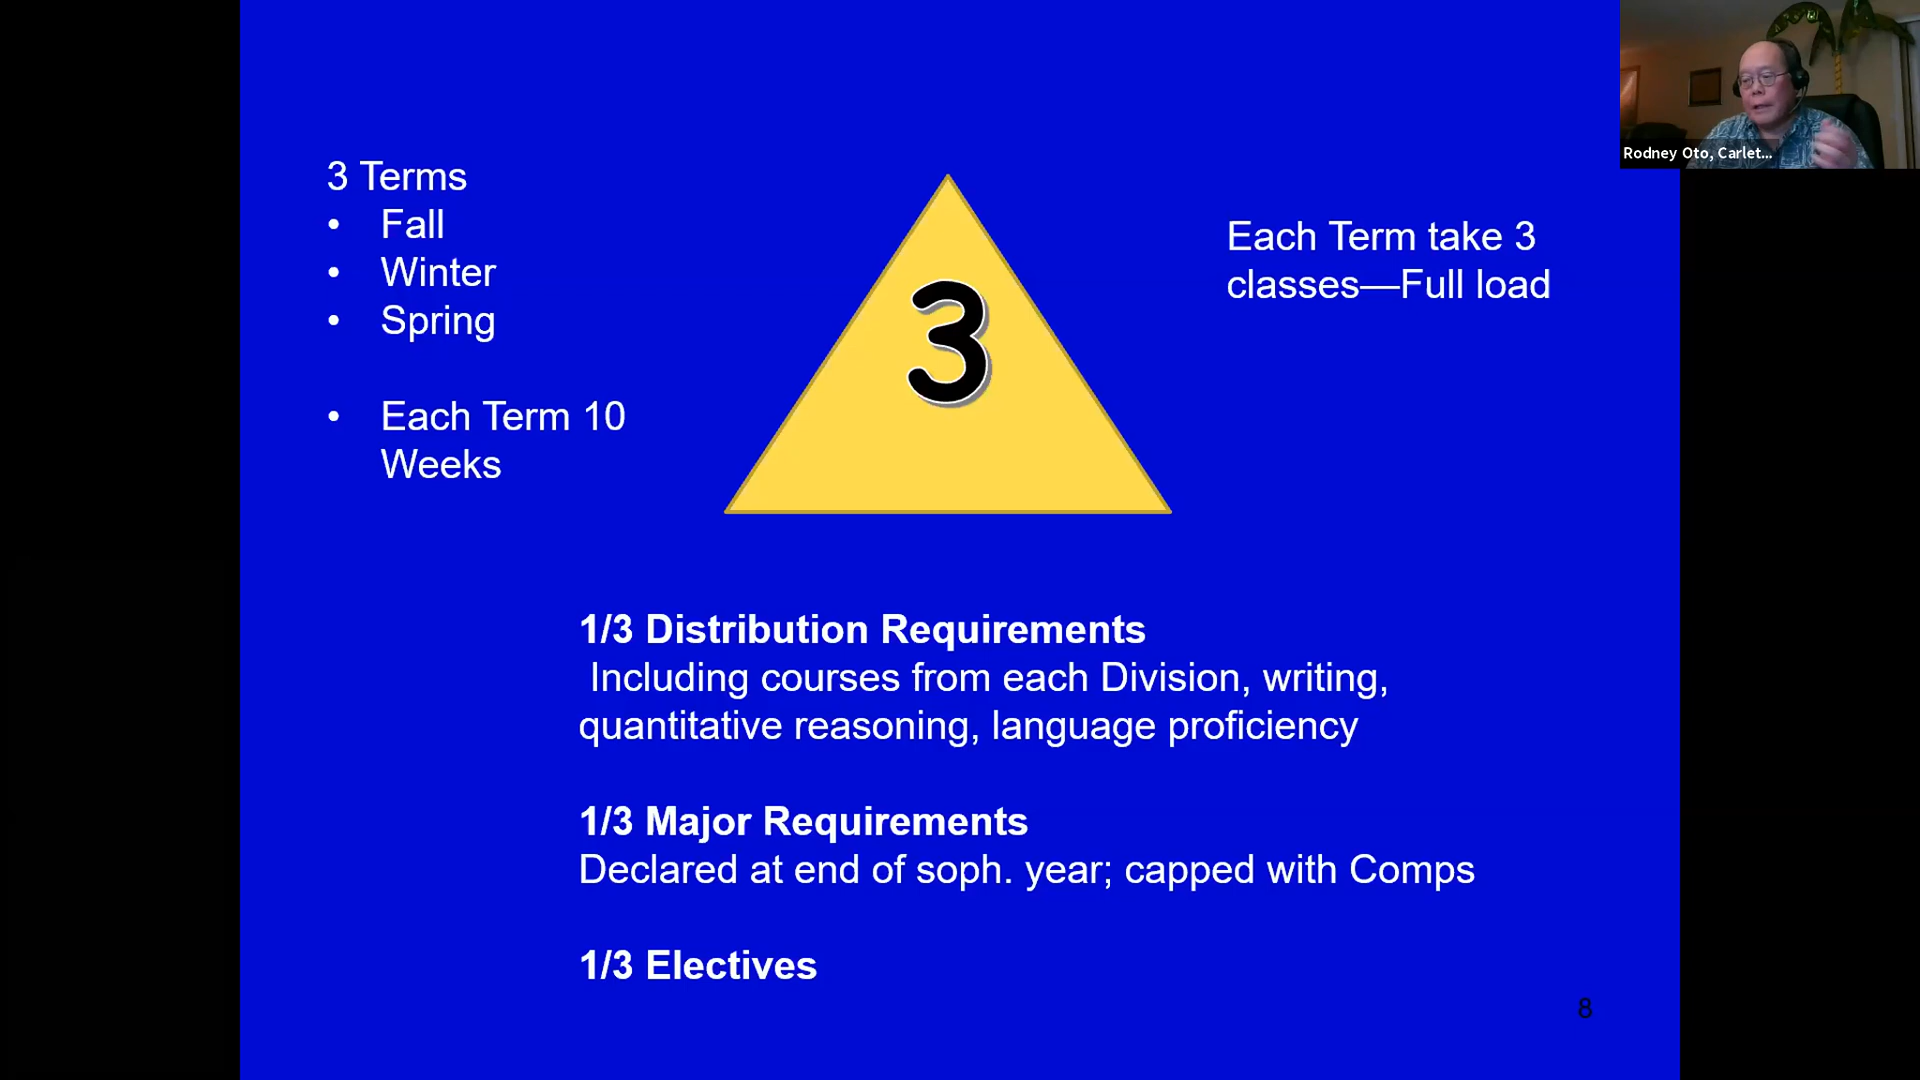 3 Terms
• Fall
• Winter
• Spring
• Each Term 10
Weeks
3
Each Term take 3
classes—Full load
Rodney Oto, Carlet...
1/3 Distribution Requirements
Including courses from each Division, writing,
quantitative reasoning, language proficiency
1/3 Major Requirements
Declared at end of soph. year; capped with Comps
1/3 Electives
8